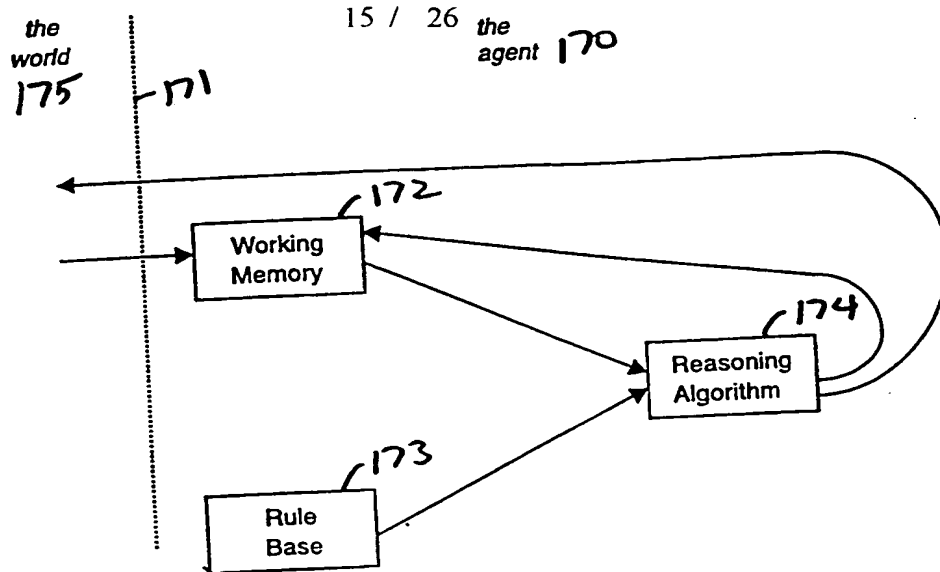 15 / 26
the
world
175
171
the
agent 170
172
Working
Memory
174
Reasoning
Algorithm
173
Rule
Base